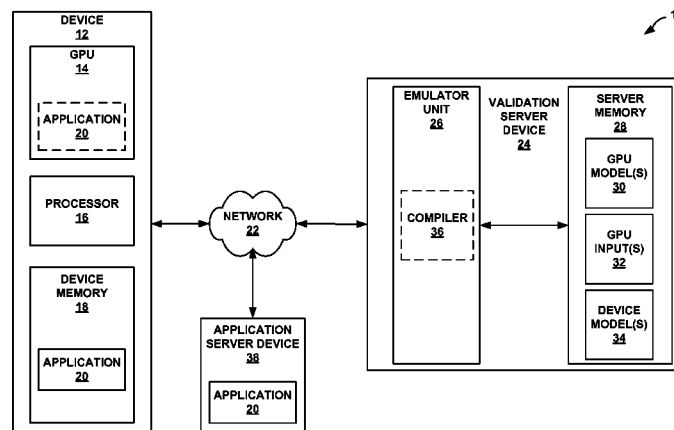 DEVICE
12
GPU
14
APPLICATION
20
PROCESSOR
16
DEVICE
MEMORY
18
APPLICATION
20
NETWORK
22
APPLICATION
SERVER DEVICE
38
APPLICATION
20
EMULATOR
UNIT
26
COMPILER
36
VALIDATION
SERVER
DEVICE
24
SERVER
MEMORY
28
GPU
MODEL(S)
30
GPU
INPUT(S)
32
DEVICE
MODEL(S)
34